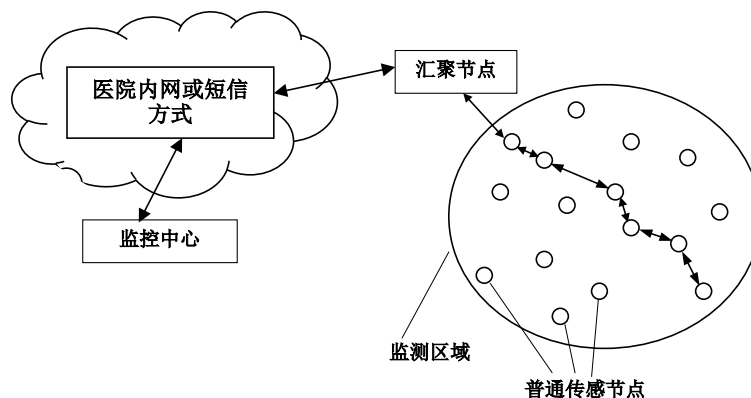 医院内网或短信
方式
汇聚节点
监控中心
监测区域
普通传感节点